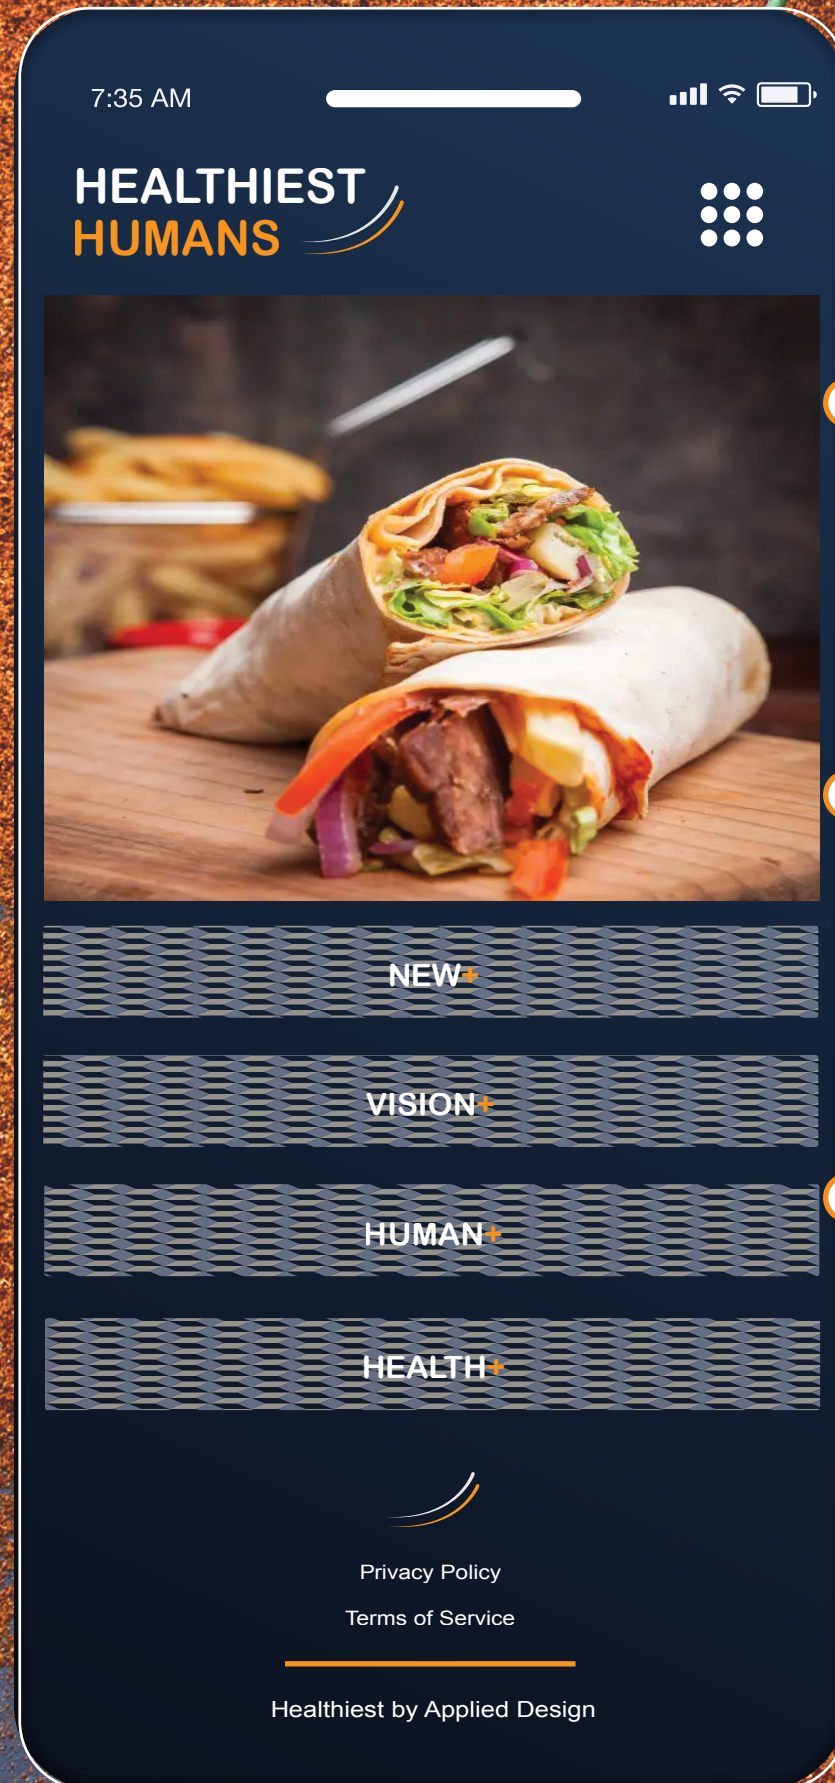 7:35 AM
HEALTHIEST
HUMANS
NEW+
VISION+
HUMAN+
HEALTH+
Privacy Policy
Terms of Service
Healthiest by Applied Design